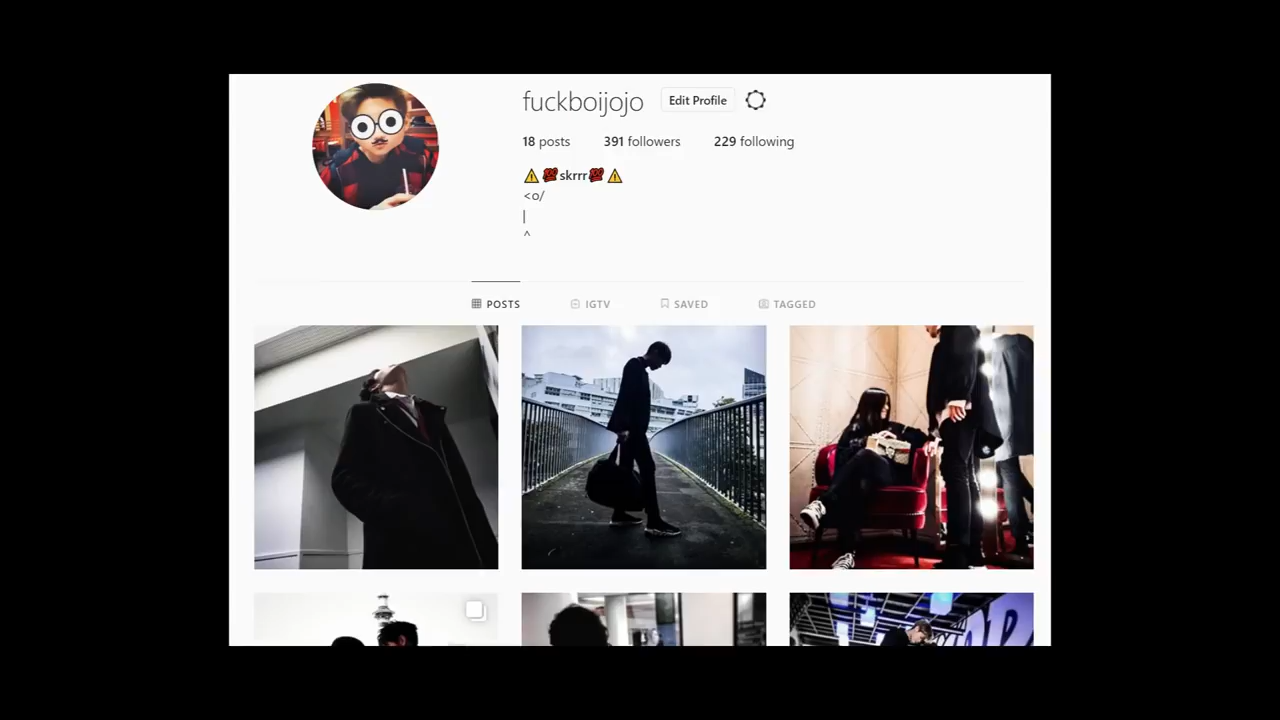 fuckboijojo Edit Profile
18 posts 391 followers 229 following
⚠️💯skrrr💯⚠️
<o/
|
^
POSTS IGTV SAVED TAGGED